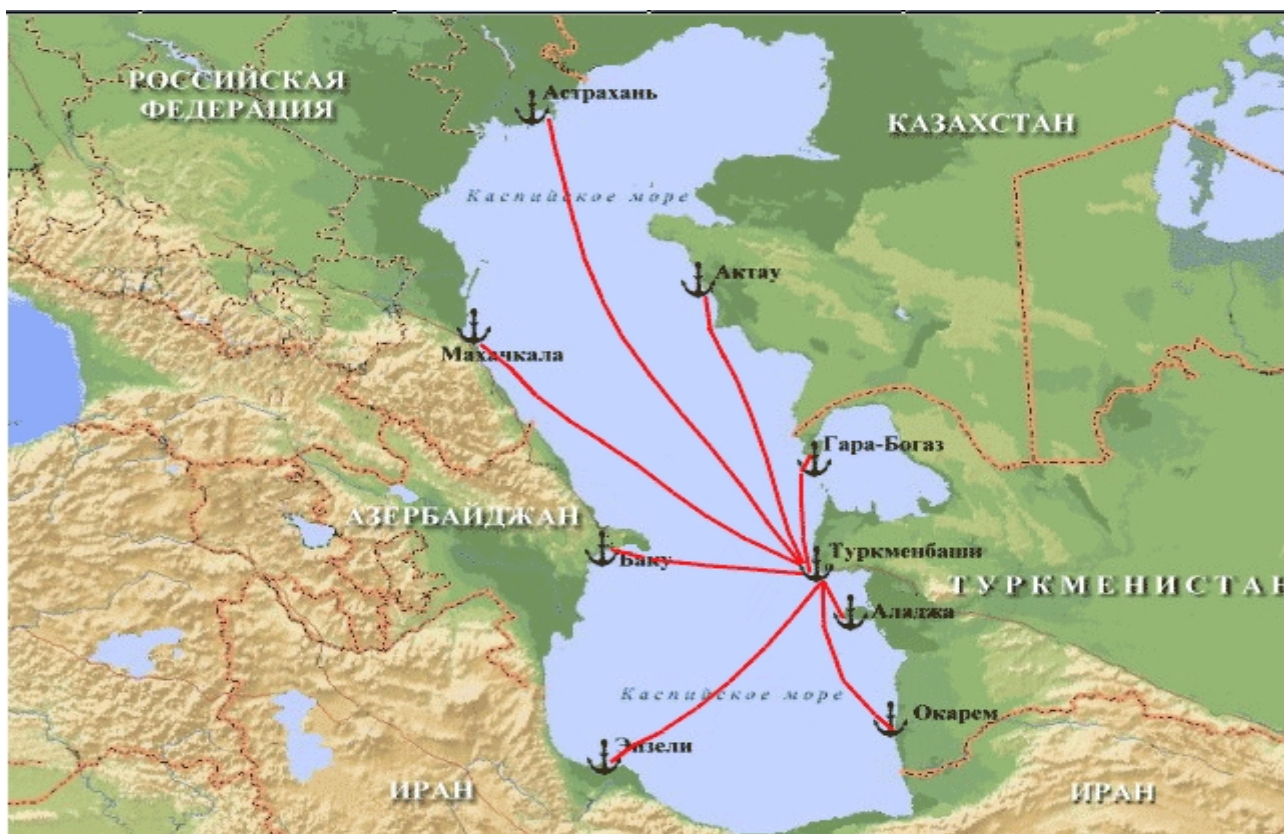 РОССИЙСКАЯ
ФЕДЕРАЦИЯ
Астрахань
КАЗАХСТАН
Каспийское море
Актау
Махачкала
Гара-Богаз
АЗЕРБАЙДЖАН
Баку
Туркменбаши
ТУРКМЕНИСТАН
Аладжа
Каспийское море
Окарем
Энзели
ИРАН
ИРАН